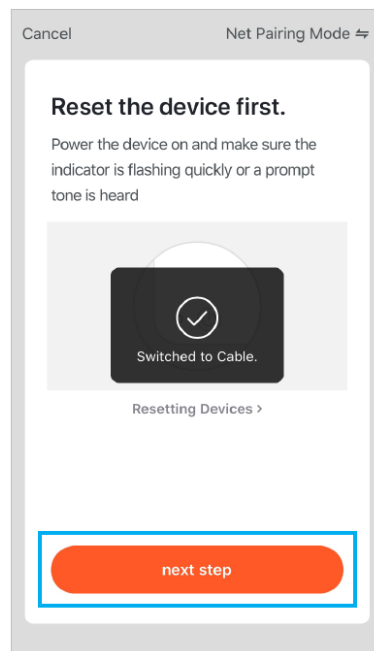 Cancel Net Pairing Mode ⇋
Reset the device first.
Power the device on and make sure the
indicator is flashing quickly or a prompt
tone is heard
Switched to Cable.
Resetting Devices >
next step